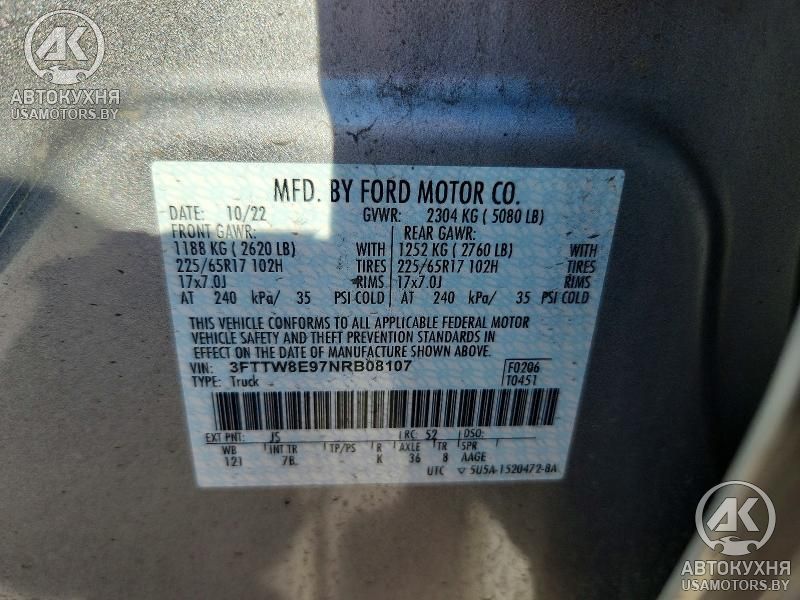 АК
АВТОКУХНЯ
USAMOTORS.BY
MFD. BY FORD MOTOR CO.
DATE: 10/22 GVWR: 2304 KG ( 5080 LB)
FRONT GAWR: REAR GAWR:
1188 KG ( 2620 LB) WITH 1252 KG ( 2760 LB) WITH
225/65R17 102H TIRES 225/65R17 102H TIRES
17x7.0J RIMS 17x7.0J RIMS
AT 240 kPa/ 35 PSI COLD AT 240 kPa/ 35 PSI COLD
THIS VEHICLE CONFORMS TO ALL APPLICABLE FEDERAL MOTOR
VEHICLE SAFETY AND THEFT PREVENTION STANDARDS IN
EFFECT ON THE DATE OF MANUFACTURE SHOWN ABOVE.
VIN: 3FTTW8E97NRB08107 F0206
TYPE: Truck T0451
EXT PNT: JS RC: 52 DSO:
WB INT TR TP/PS R AXLE TR SPR
121 7B - K 36 8 AAGE
UTC 5U5A-1520472-BA
АК
АВТОКУХНЯ
USAMOTORS.BY